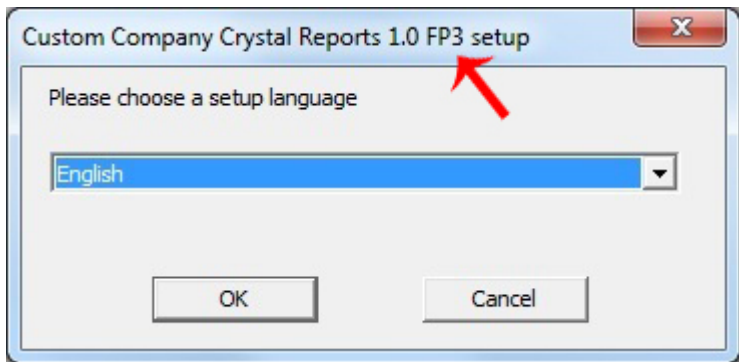 Custom Company Crystal Reports 1.0 FP3 setup
Please choose a setup language
English
OK
Cancel